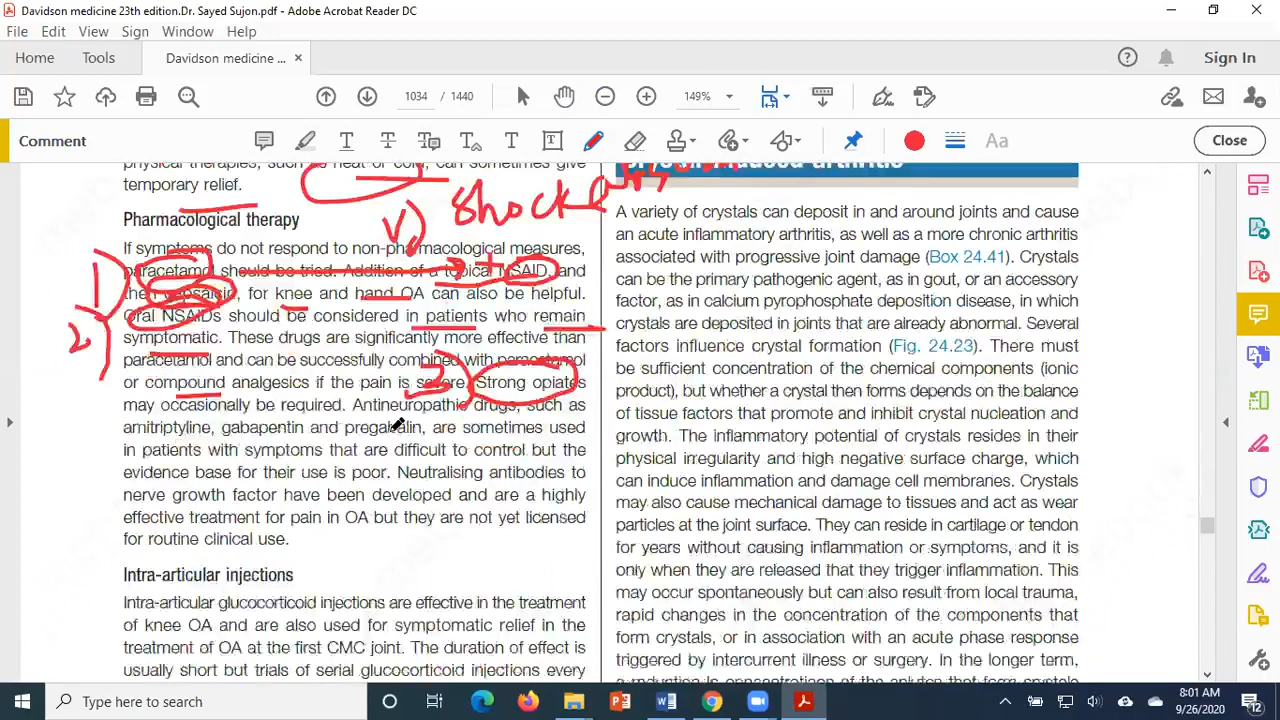 Davidson medicine 23th edition.Dr. Sayed Sujon.pdf - Adobe Acrobat Reader DC
File Edit View Sign Window Help
Home Tools Davidson medicine ... × Sign In
1034 / 1440 149%
Comment Close
physical therapies, such as heat or cold, can sometimes give
temporary relief.
Pharmacological therapy
If symptoms do not respond to non-pharmacological measures,
paracetamol should be tried. Addition of a topical NSAID, and
then capsaicin, for knee and hand OA can also be helpful.
Oral NSAIDs should be considered in patients who remain
symptomatic. These drugs are significantly more effective than
paracetamol and can be successfully combined with paracetamol
or compound analgesics if the pain is severe. Strong opiates
may occasionally be required. Antineuropathic drugs, such as
amitriptyline, gabapentin and pregabalin, are sometimes used
in patients with symptoms that are difficult to control but the
evidence base for their use is poor. Neutralising antibodies to
nerve growth factor have been developed and are a highly
effective treatment for pain in OA but they are not yet licensed
for routine clinical use.
Intra-articular injections
Intra-articular glucocorticoid injections are effective in the treatment
of knee OA and are also used for symptomatic relief in the
treatment of OA at the first CMC joint. The duration of effect is
usually short but trials of serial glucocorticoid injections every
V) Shock
1)
2)
3)
+
arthritis
A variety of crystals can deposit in and around joints and cause
an acute inflammatory arthritis, as well as a more chronic arthritis
associated with progressive joint damage (Box 24.41). Crystals
can be the primary pathogenic agent, as in gout, or an accessory
factor, as in calcium pyrophosphate deposition disease, in which
crystals are deposited in joints that are already abnormal. Several
factors influence crystal formation (Fig. 24.23). There must
be sufficient concentration of the chemical components (ionic
product), but whether a crystal then forms depends on the balance
of tissue factors that promote and inhibit crystal nucleation and
growth. The inflammatory potential of crystals resides in their
physical irregularity and high negative surface charge, which
can induce inflammation and damage cell membranes. Crystals
may also cause mechanical damage to tissues and act as wear
particles at the joint surface. They can reside in cartilage or tendon
for years without causing inflammation or symptoms, and it is
only when they are released that they trigger inflammation. This
may occur spontaneously but can also result from local trauma,
rapid changes in the concentration of the components that
form crystals, or in association with an acute phase response
triggered by intercurrent illness or surgery. In the longer term,
Type here to search
8:01 AM
9/26/2020
12